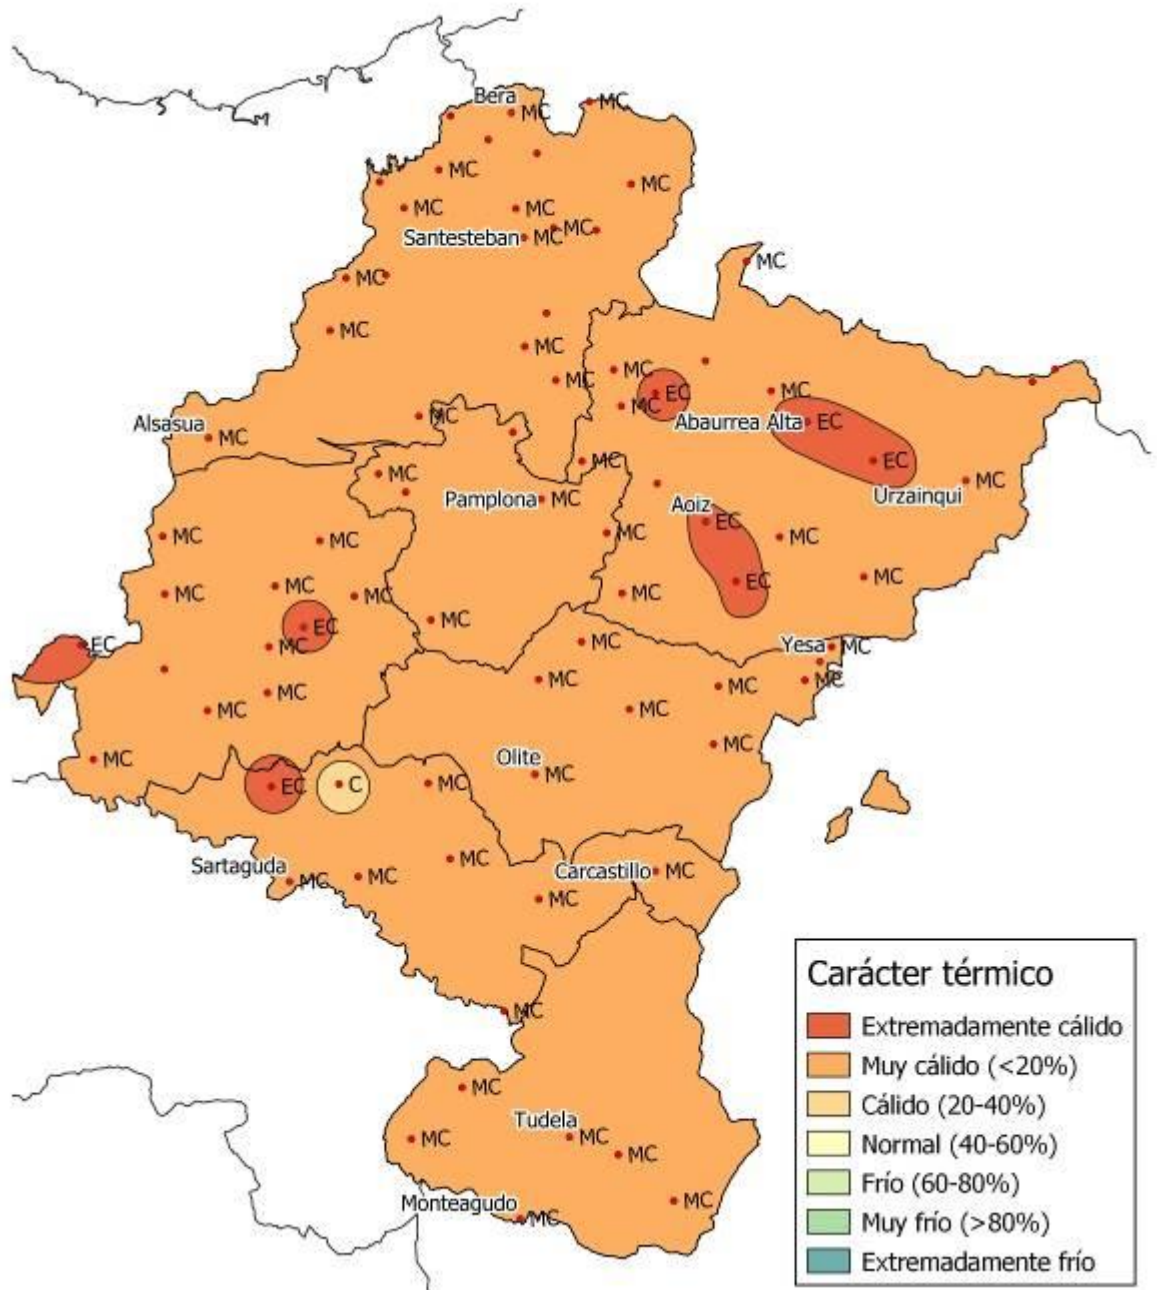 Bera
MC
MC
MC
MC
MC
MC
MC
Santesteban
MC
MC
MC
MC
MC
MC
MC
EC
MC
MC
MC
Abaurrea Alta
EC
Alsasua
MC
MC
EC
MC
MC
Urzainqui
Pamplona
MC
Aoiz
EC
MC
MC
MC
MC
MC
EC
MC
MC
MC
MC
MC
EC
MC
EC
MC
Yesa
MC
MC
MC
MC
MC
MC
MC
MC
MC
Olite
MC
EC
C
MC
MC
Sartaguda
MC
MC
Carcastillo
MC
MC
MC
MC
Tudela
MC
MC
MC
MC
Monteagudo
MC
Carácter térmico
Extremadamente cálido
Muy cálido (<20%)
Cálido (20-40%)
Normal (40-60%)
Frío (60-80%)
Muy frío (>80%)
Extremadamente frío